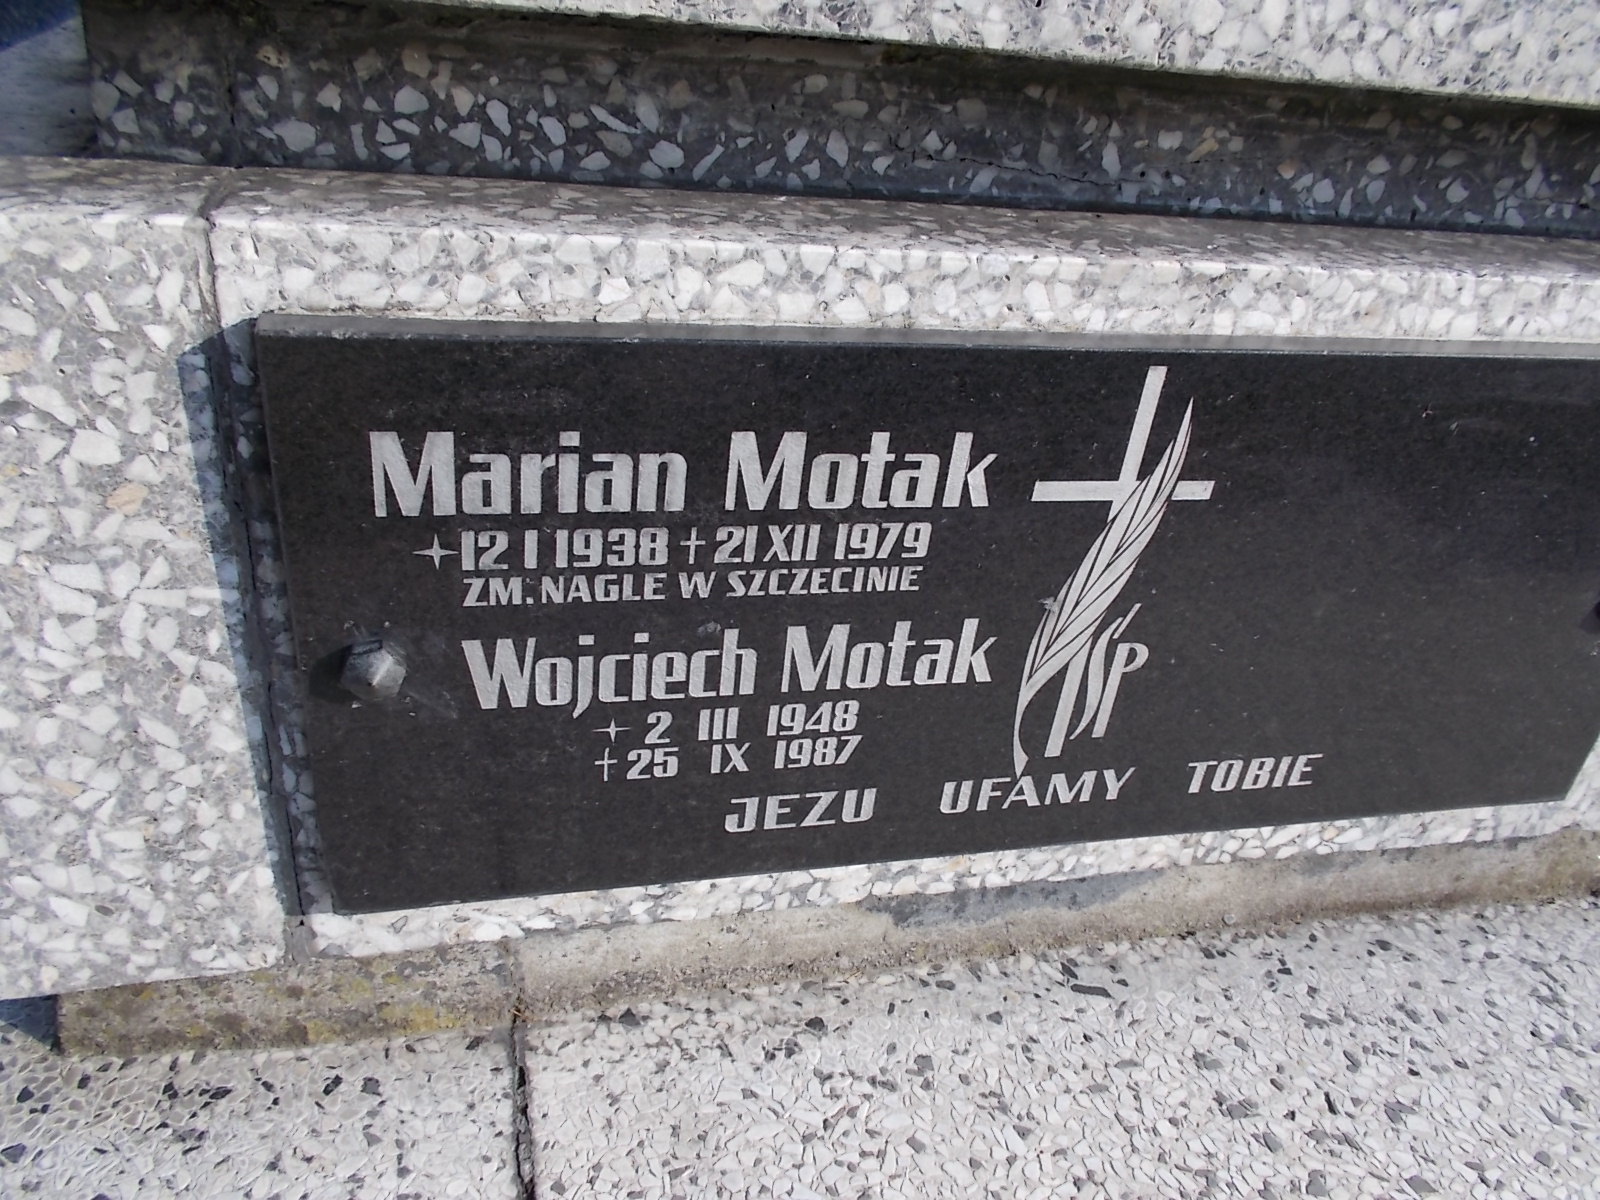 Marian Motak
12 I 1938 † 21 XII 1979
ZM. NAGLE W SZCZECINIE
Wojciech Motak
2 III 1948
† 25 IX 1987
ŚP
JEZU UFAMY TOBIE